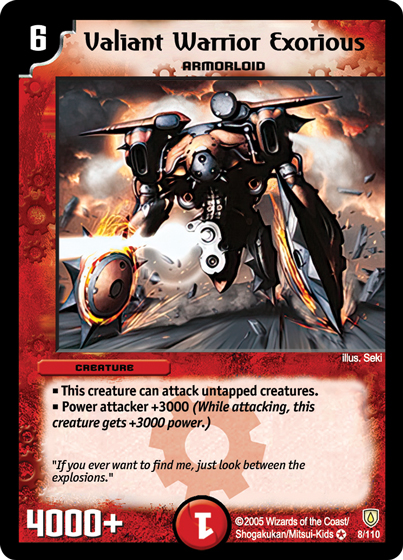 6 Valiant Warrior Exorious
ARMORLOID
illus. Seki
CREATURE
▪ This creature can attack untapped creatures.
▪ Power attacker +3000 (While attacking, this
creature gets +3000 power.)
"If you ever want to find me, just look between the
explosions."
4000+
1
©2005 Wizards of the Coast/
Shogakukan/Mitsui-Kids ✪ 8/110